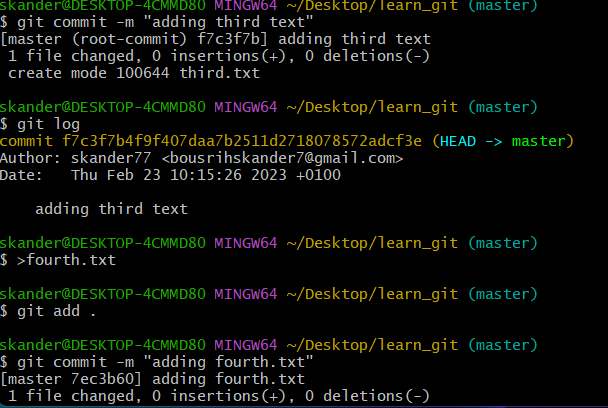 skander@DESKTOP-4CMMD80 MINGW64 ~/Desktop/learn_git (master)
$ git commit -m "adding third text"
[master (root-commit) f7c3f7b] adding third text
 1 file changed, 0 insertions(+), 0 deletions(-)
 create mode 100644 third.txt

skander@DESKTOP-4CMMD80 MINGW64 ~/Desktop/learn_git (master)
$ git log
commit f7c3f7b4f9f407daa7b2511d2718078572adcf3e (HEAD -> master)
Author: skander77 <bousrihskander7@gmail.com>
Date:   Thu Feb 23 10:15:26 2023 +0100

    adding third text

skander@DESKTOP-4CMMD80 MINGW64 ~/Desktop/learn_git (master)
$ >fourth.txt

skander@DESKTOP-4CMMD80 MINGW64 ~/Desktop/learn_git (master)
$ git add .

skander@DESKTOP-4CMMD80 MINGW64 ~/Desktop/learn_git (master)
$ git commit -m "adding fourth.txt"
[master 7ec3b60] adding fourth.txt
 1 file changed, 0 insertions(+), 0 deletions(-)